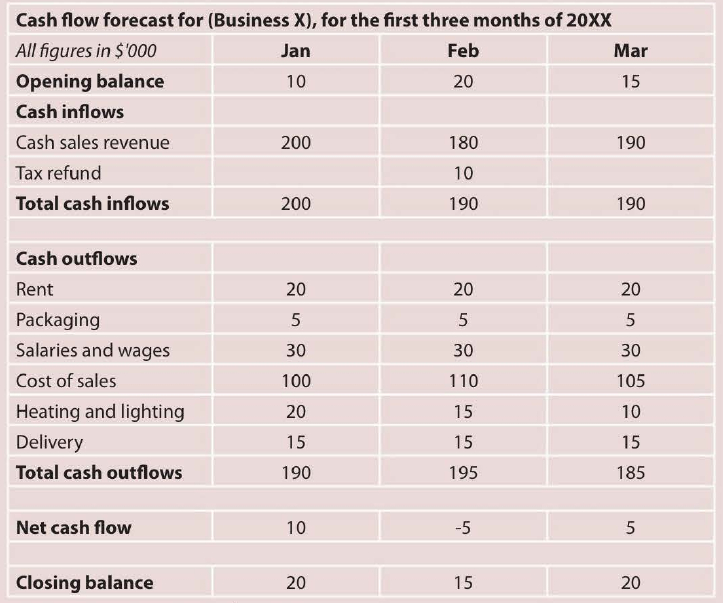 Cash flow forecast for (Business X), for the first three months of 20XX
All figures in $'000 Jan Feb Mar
Opening balance 10 20 15
Cash inflows
Cash sales revenue 200 180 190
Tax refund 10
Total cash inflows 200 190 190
Cash outflows
Rent 20 20 20
Packaging 5 5 5
Salaries and wages 30 30 30
Cost of sales 100 110 105
Heating and lighting 20 15 10
Delivery 15 15 15
Total cash outflows 190 195 185
Net cash flow 10 -5 5
Closing balance 20 15 20